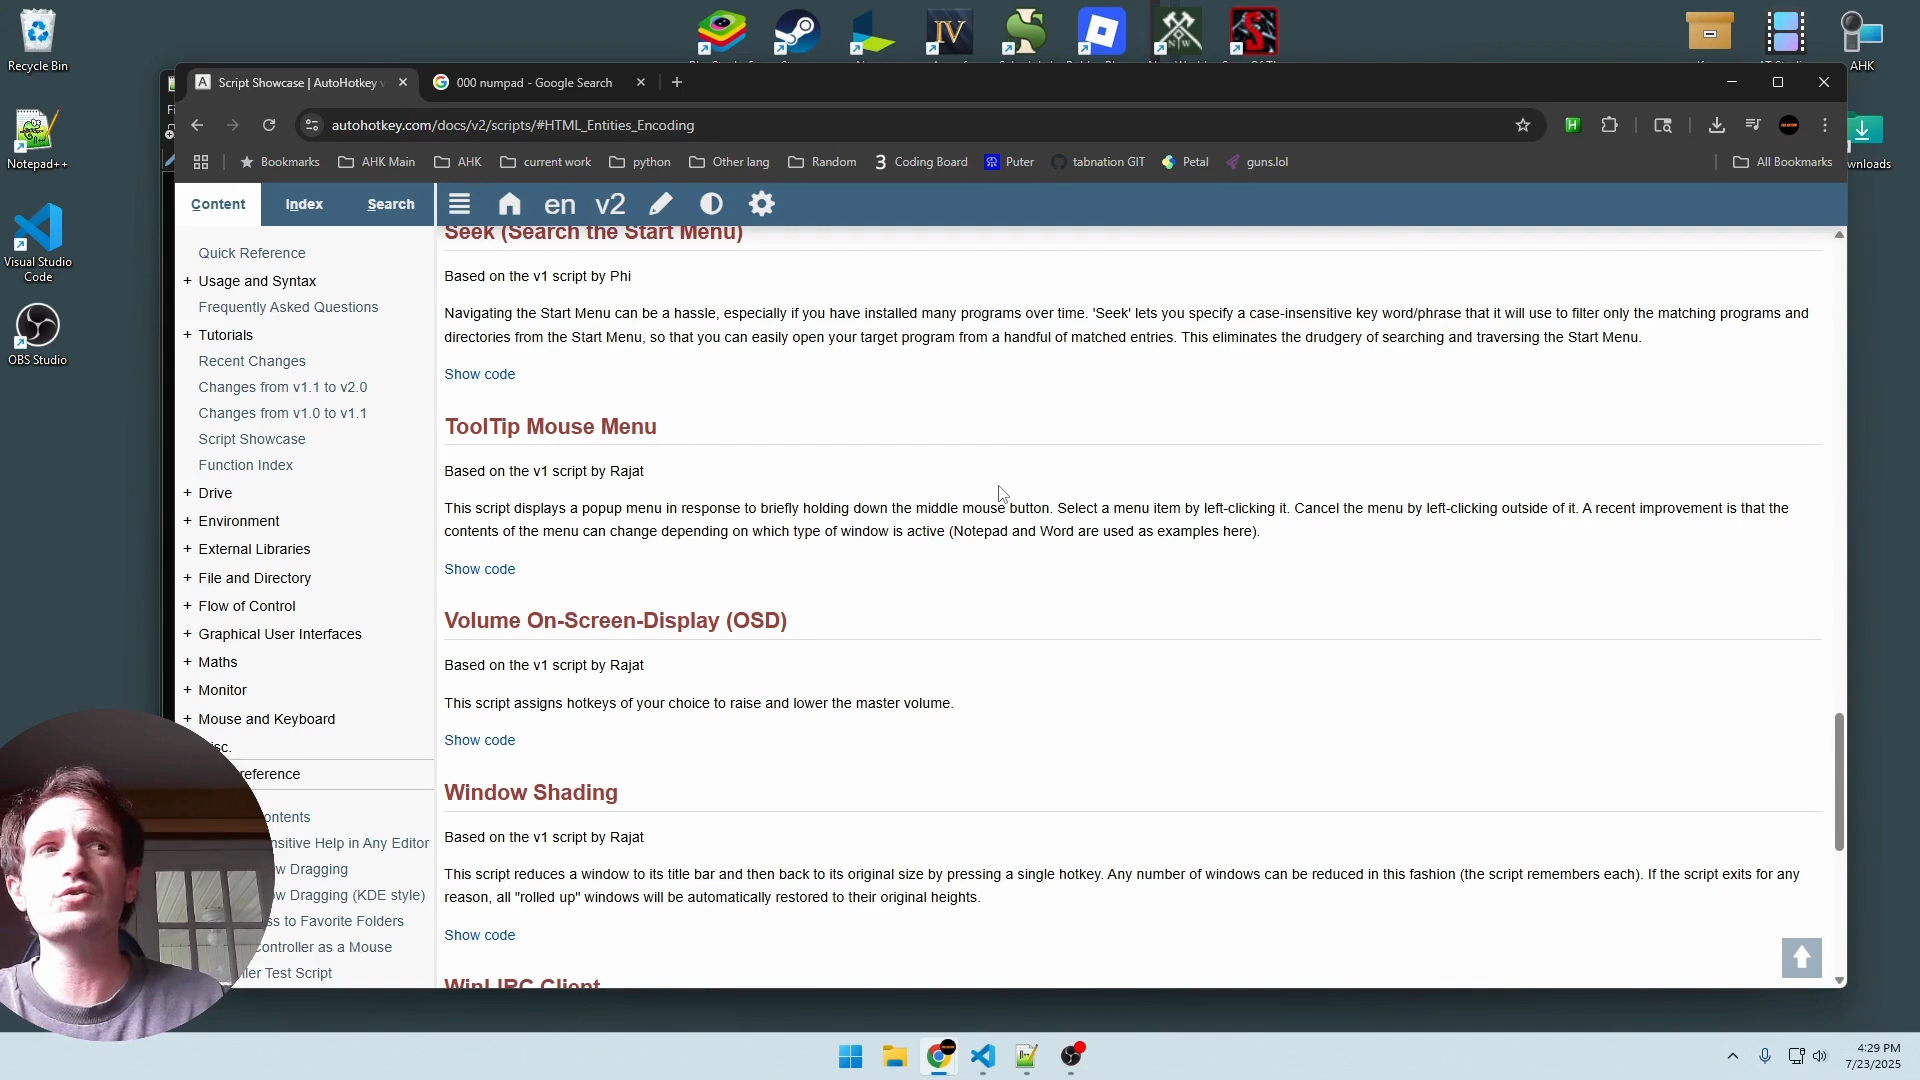 Recycle Bin
Notepad++
Visual Studio
Code
OBS Studio
AHK
IV
Script Showcase | AutoHotkey v
000 numpad - Google Search
autohotkey.com/docs/v2/scripts/#HTML_Entities_Encoding
Bookmarks
AHK Main
AHK
current work
python
Other lang
Random
Coding Board
Puter
tabnation GIT
Petal
guns.lol
All Bookmarks
wnloads
Content
Index
Search
en
v2
Quick Reference
+ Usage and Syntax
Frequently Asked Questions
+ Tutorials
Recent Changes
Changes from v1.1 to v2.0
Changes from v1.0 to v1.1
Script Showcase
Function Index
+ Drive
+ Environment
+ External Libraries
+ File and Directory
+ Flow of Control
+ Graphical User Interfaces
+ Maths
+ Monitor
+ Mouse and Keyboard
sc.
reference
ontents
nsitive Help in Any Editor
w Dragging
w Dragging (KDE style)
ss to Favorite Folders
ontroller as a Mouse
ller Test Script
Seek (Search the Start Menu)
Based on the v1 script by Phi
Navigating the Start Menu can be a hassle, especially if you have installed many programs over time. 'Seek' lets you specify a case-insensitive key word/phrase that it will use to filter only the matching programs and
directories from the Start Menu, so that you can easily open your target program from a handful of matched entries. This eliminates the drudgery of searching and traversing the Start Menu.
Show code
ToolTip Mouse Menu
Based on the v1 script by Rajat
This script displays a popup menu in response to briefly holding down the middle mouse button. Select a menu item by left-clicking it. Cancel the menu by left-clicking outside of it. A recent improvement is that the
contents of the menu can change depending on which type of window is active (Notepad and Word are used as examples here).
Show code
Volume On-Screen-Display (OSD)
Based on the v1 script by Rajat
This script assigns hotkeys of your choice to raise and lower the master volume.
Show code
Window Shading
Based on the v1 script by Rajat
This script reduces a window to its title bar and then back to its original size by pressing a single hotkey. Any number of windows can be reduced in this fashion (the script remembers each). If the script exits for any
reason, all "rolled up" windows will be automatically restored to their original heights.
Show code
WinLIRC Client
4:29 PM
7/23/2025